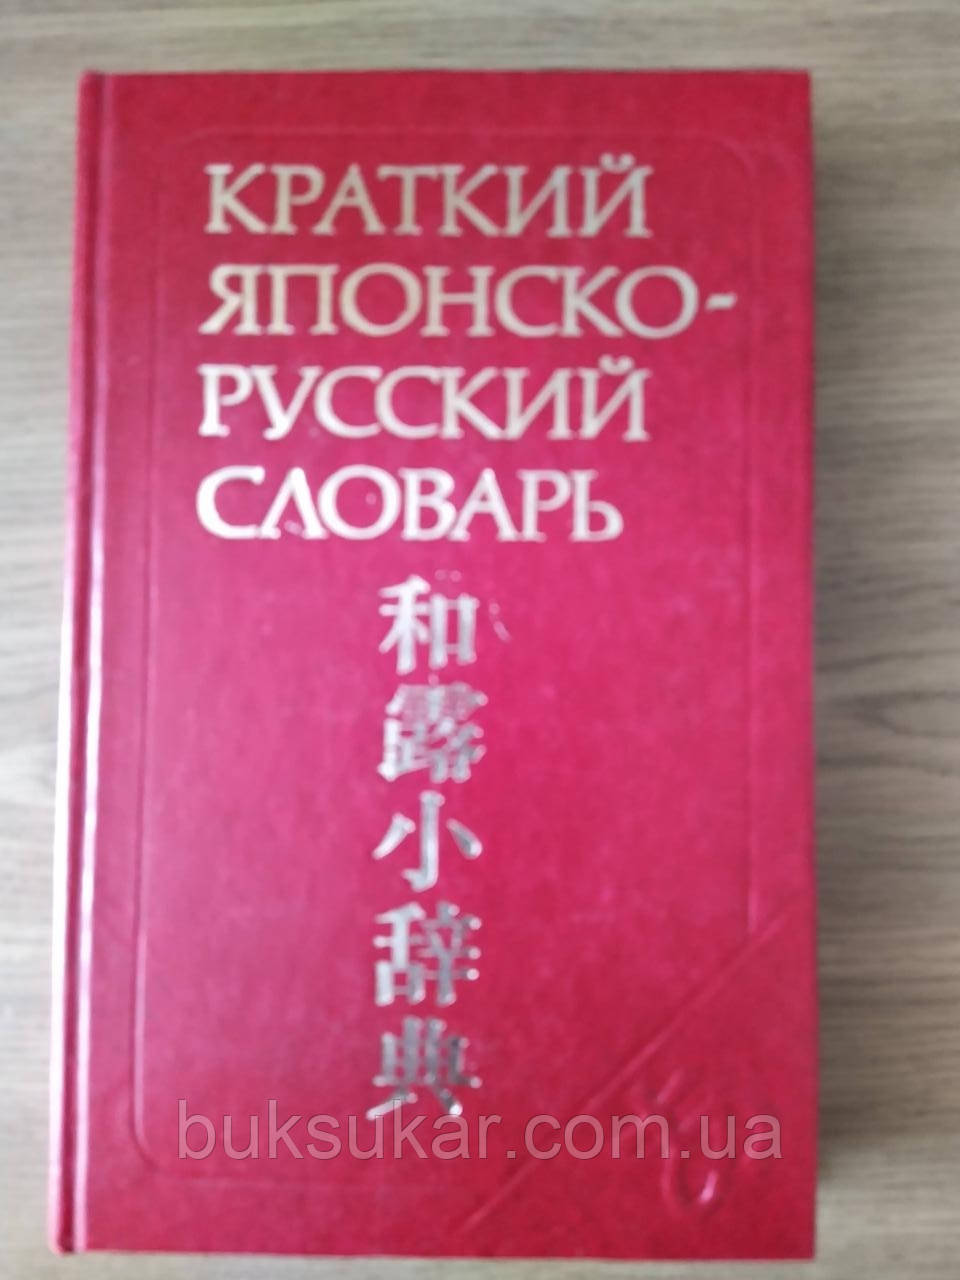 КРАТКИЙ
ЯПОНСКО-
РУССКИЙ
СЛОВАРЬ
和露小辞典
buksukar.com.ua